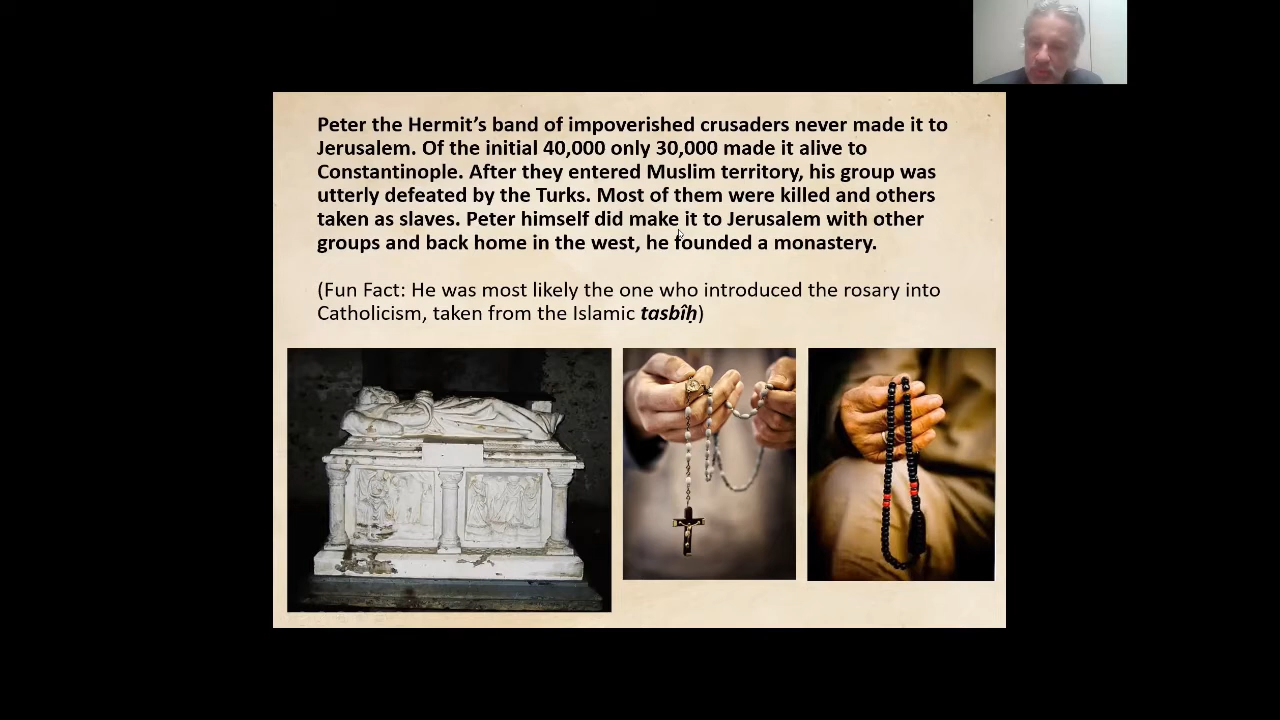 Peter the Hermit’s band of impoverished crusaders never made it to
Jerusalem. Of the initial 40,000 only 30,000 made it alive to
Constantinople. After they entered Muslim territory, his group was
utterly defeated by the Turks. Most of them were killed and others
taken as slaves. Peter himself did make it to Jerusalem with other
groups and back home in the west, he founded a monastery.
(Fun Fact: He was most likely the one who introduced the rosary into
Catholicism, taken from the Islamic tasbîḥ)